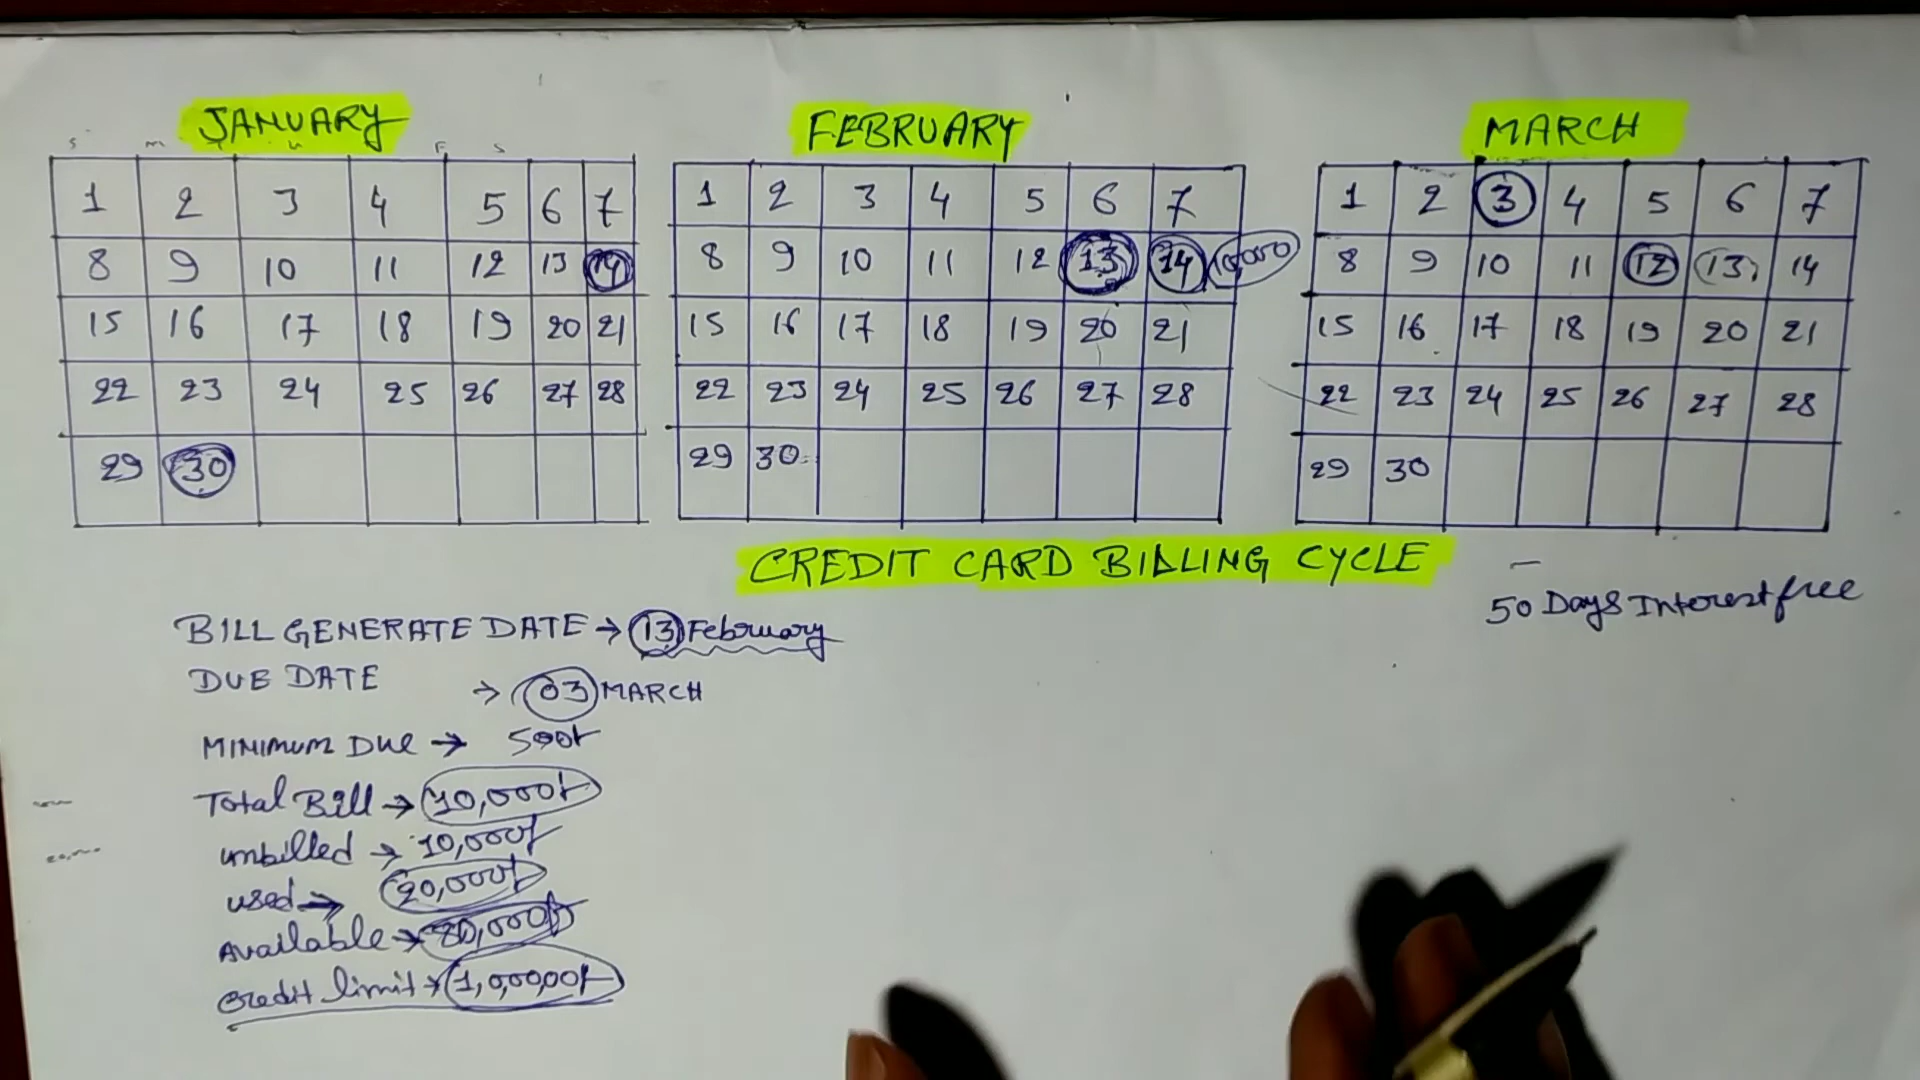 JANUARY
S M F S
1 2 3 4 5 6 7
8 9 10 11 12 13 14
15 16 17 18 19 20 21
22 23 24 25 26 27 28
29 30
FEBRUARY
1 2 3 4 5 6 7
8 9 10 11 12 13 14 10,000
15 16 17 18 19 20 21
22 23 24 25 26 27 28
29 30
MARCH
1 2 3 4 5 6 7
8 9 10 11 12 13 14
15 16 17 18 19 20 21
22 23 24 25 26 27 28
29 30
CREDIT CARD BILLING CYCLE
50 Days Interest free
BILL GENERATE DATE → 13 February
DUE DATE → 03 MARCH
MINIMUM DUE → 500/-
Total Bill → 10,000/-
unbilled → 10,000/-
used → 20,000/-
Available → 80,000/-
credit limit → 1,00,000/-